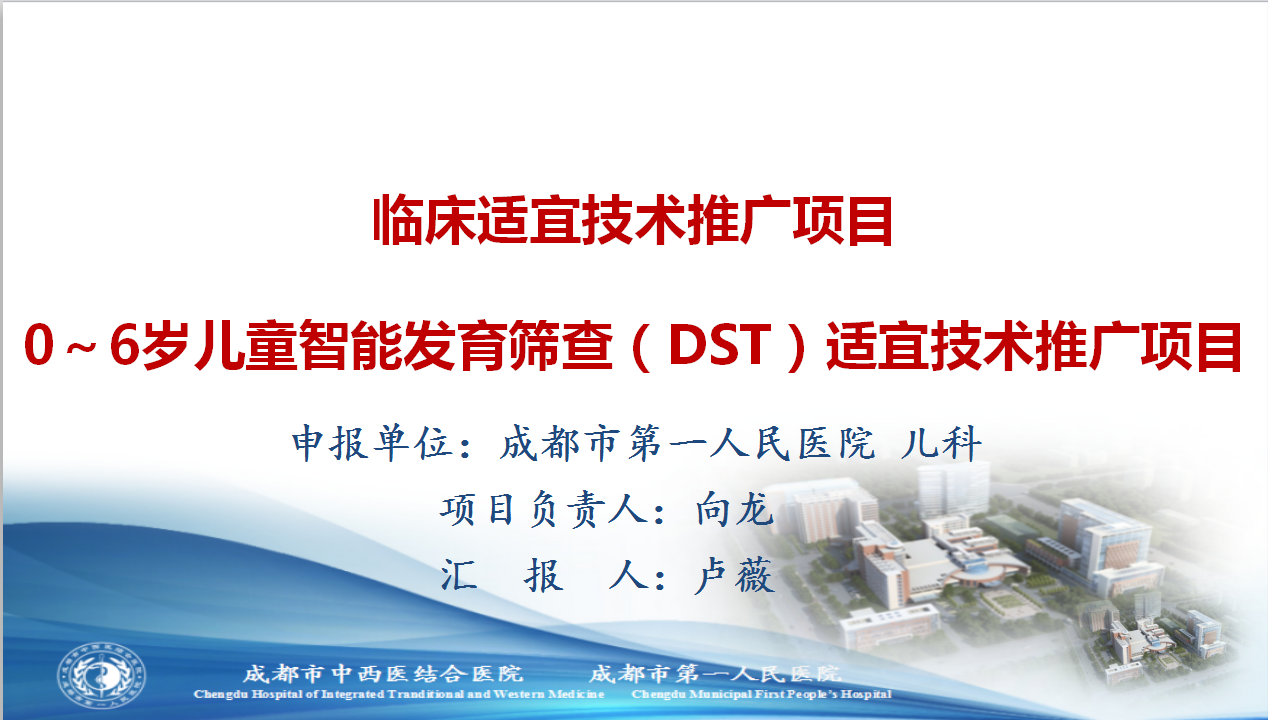 临床适宜技术推广项目
0～6岁儿童智能发育筛查（DST）适宜技术推广项目
申报单位：成都市第一人民医院 儿科
项目负责人：向龙
汇 报 人：卢薇
成都市中西医结合医院 成都市第一人民医院
Chengdu Hospital of Integrated Tranditional and Western Medicine Chengdu Municipal First People's Hospital